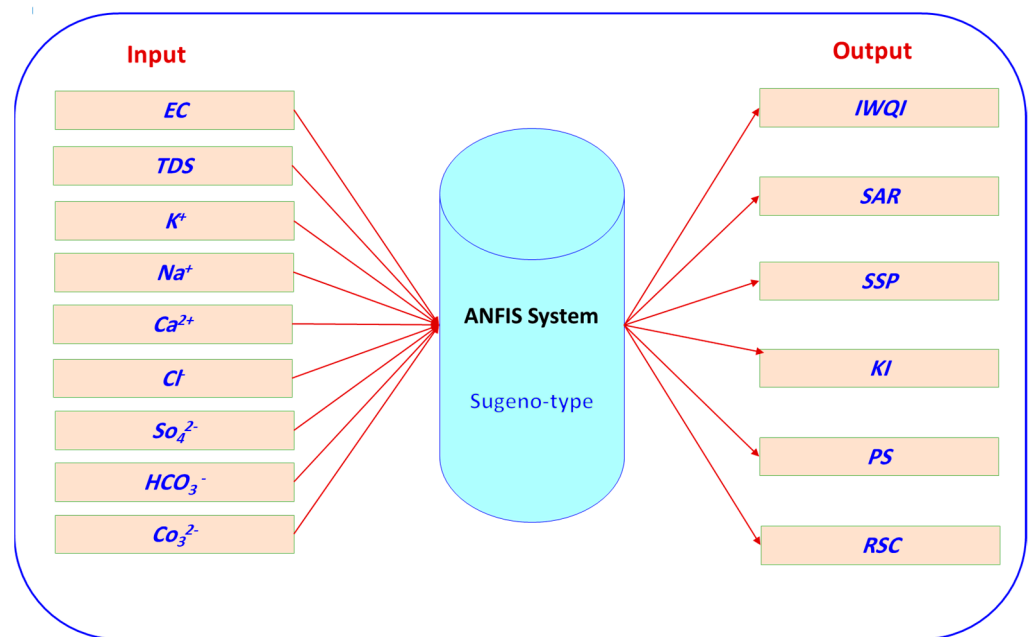 Input
EC
TDS
K⁺
Na⁺
Ca²⁺
Cl⁻
So₄²⁻
HCO₃⁻
Co₃²⁻
ANFIS System
Sugeno-type
Output
IWQI
SAR
SSP
KI
PS
RSC